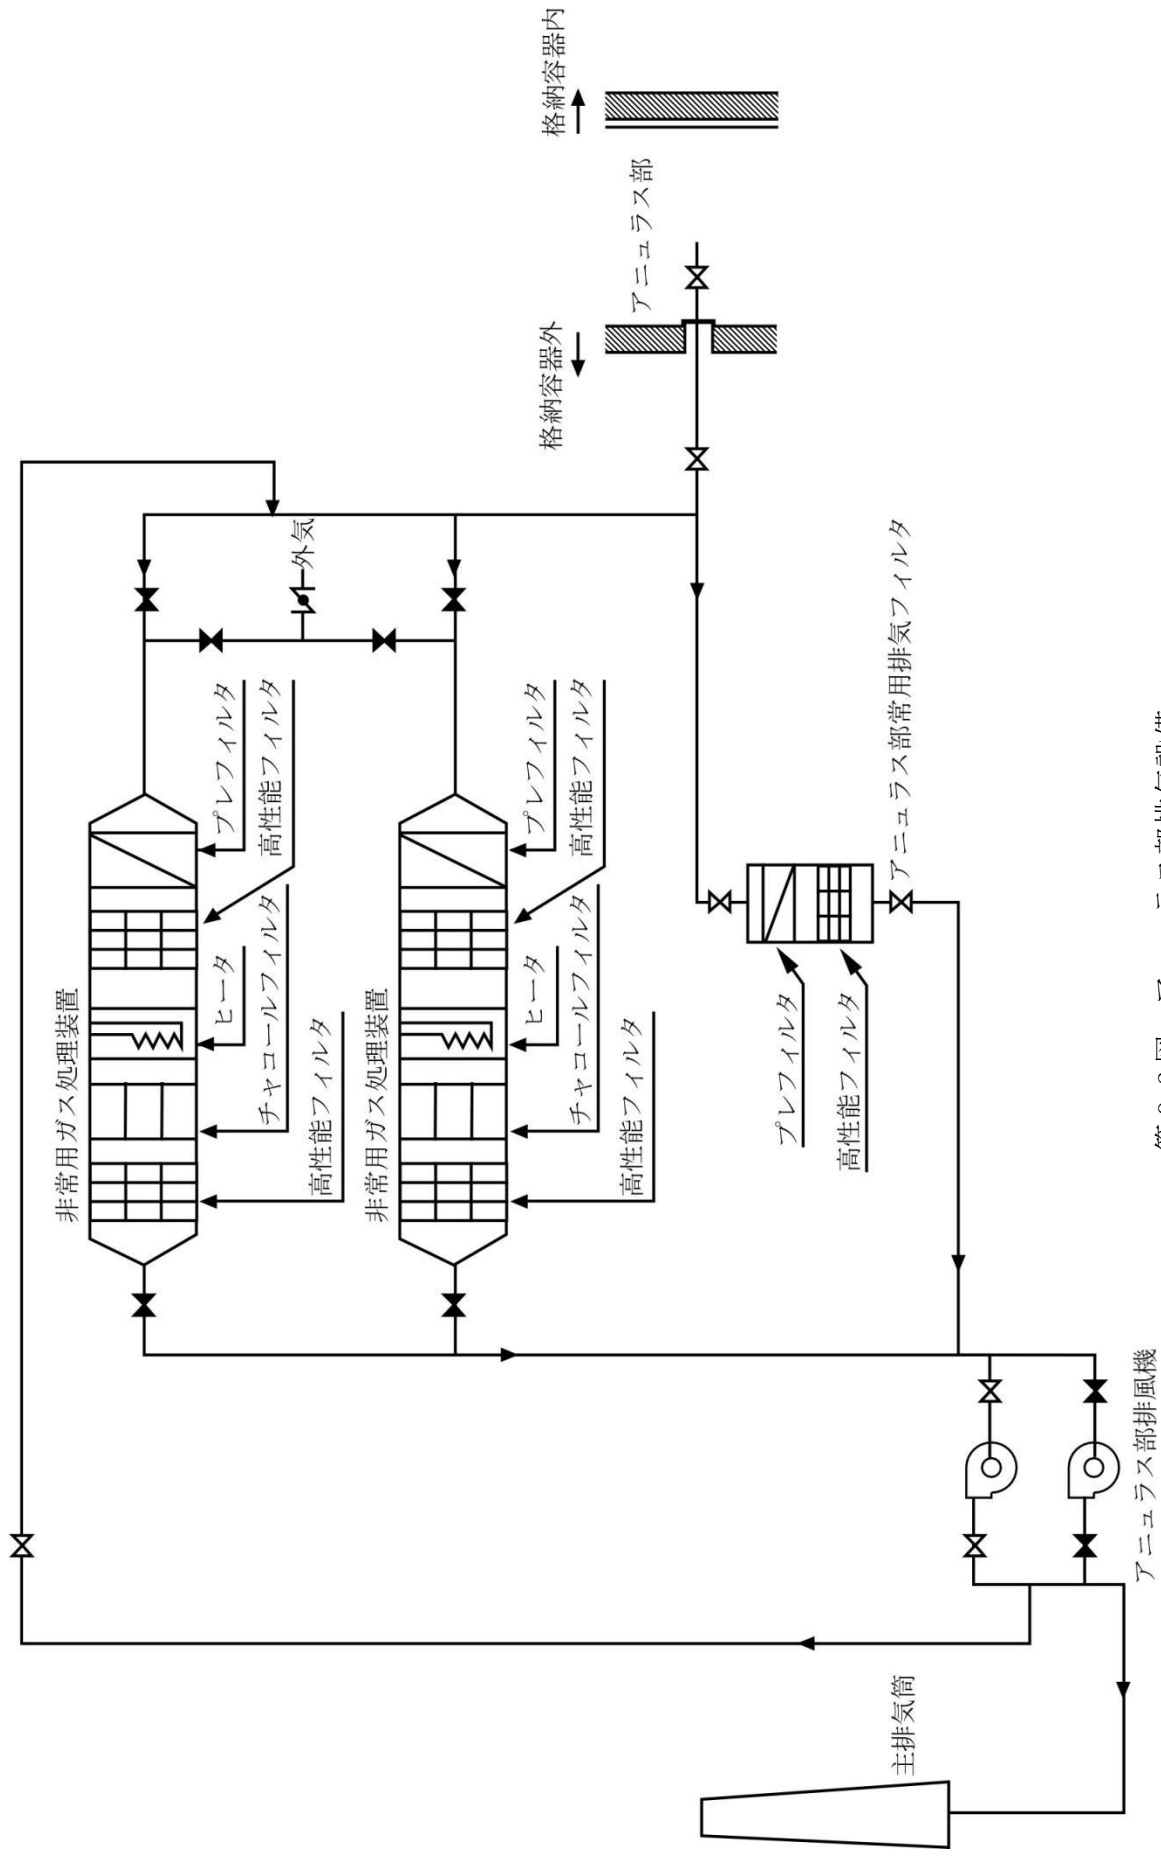 非常用ガス処理装置
ヒータ
プレフィルタ
チャコールフィルタ
高性能フィルタ
外気
高性能フィルタ
非常用ガス処理装置
ヒータ
プレフィルタ
格納容器外
格納容器内
チャコールフィルタ
高性能フィルタ
高性能フィルタ
アニュラス部
プレフィルタ
高性能フィルタ
主排気筒
アニュラス部常用排気フィルタ
アニュラス部排風機